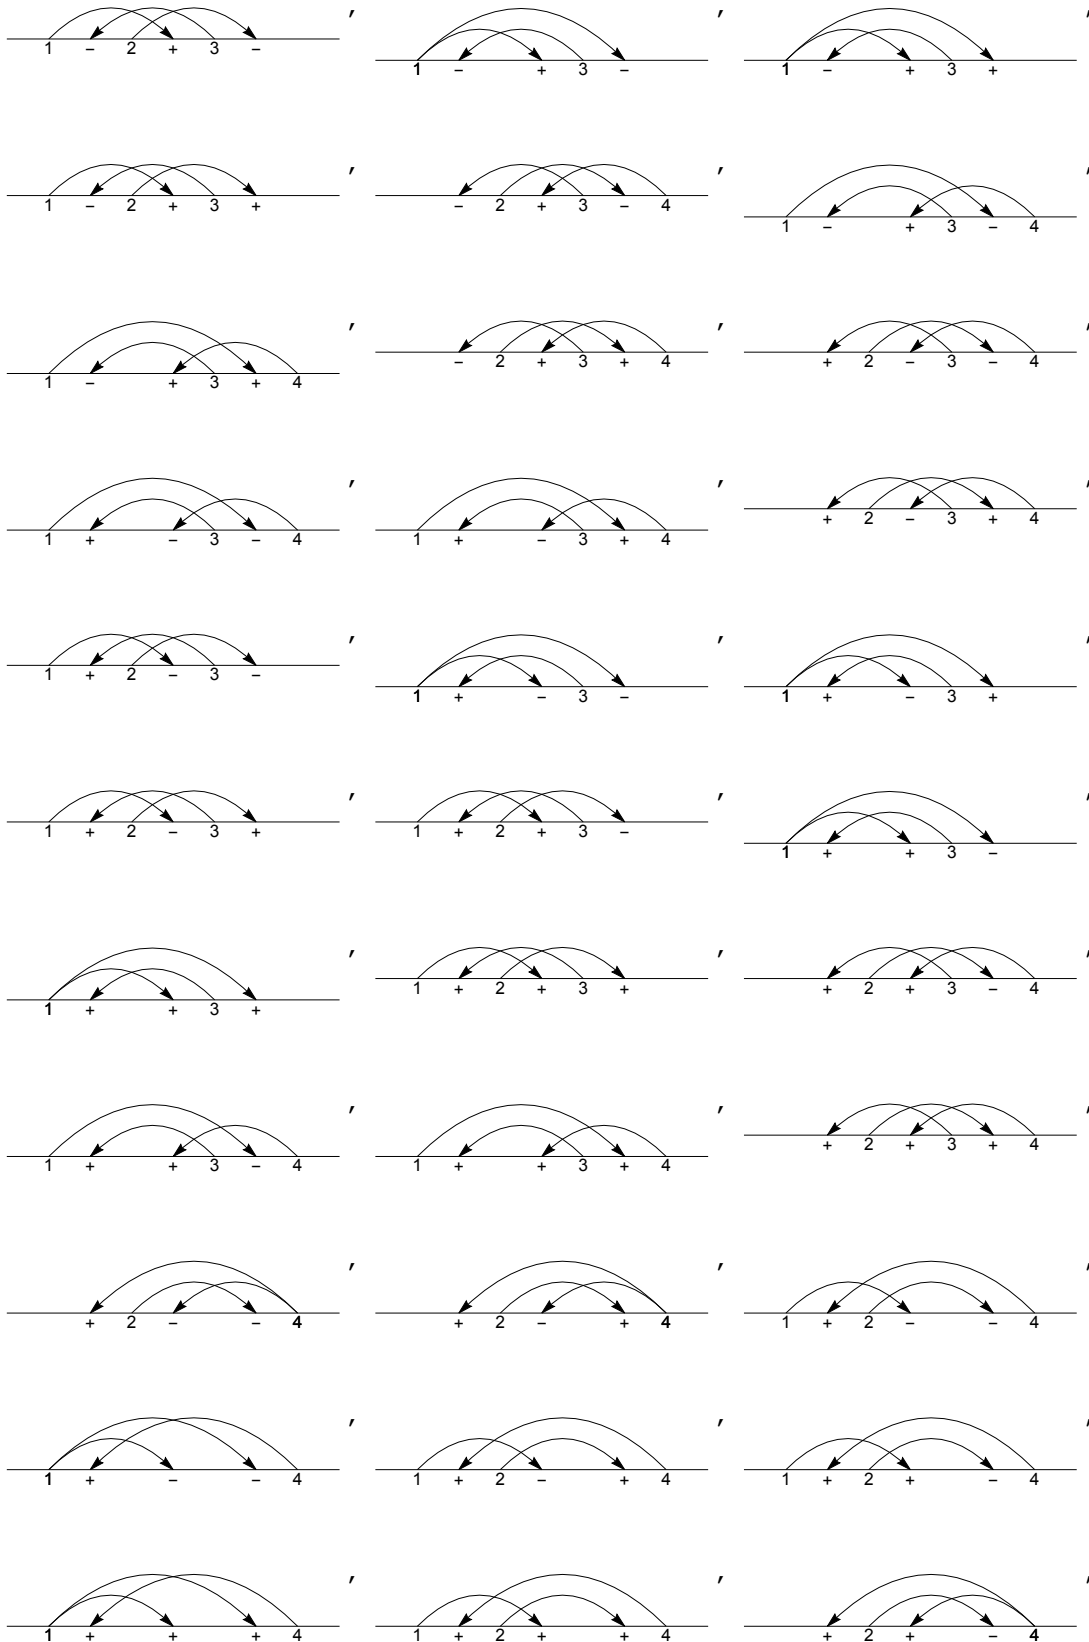 1 − 2 + 3 − ,
1 − + 3 − ,
1 − + 3 + ,
1 − 2 + 3 + ,
− 2 + 3 − 4 ,
1 − + 3 − 4 ,
1 − + 3 + 4 ,
− 2 + 3 + 4 ,
+ 2 − 3 − 4 ,
1 + − 3 − 4 ,
1 + − 3 + 4 ,
+ 2 − 3 + 4 ,
1 + 2 − 3 − ,
1 + − 3 − ,
1 + − 3 + ,
1 + 2 − 3 + ,
1 + 2 + 3 − ,
1 + + 3 − ,
1 + + 3 + ,
1 + 2 + 3 + ,
+ 2 + 3 − 4 ,
1 + + 3 − 4 ,
1 + + 3 + 4 ,
+ 2 + 3 + 4 ,
+ 2 − − 4 ,
+ 2 − + 4 ,
1 + 2 − − 4 ,
1 + − − 4 ,
1 + 2 − + 4 ,
1 + 2 + − 4 ,
1 + + + 4 ,
1 + 2 + + 4 ,
+ 2 + − 4 ,